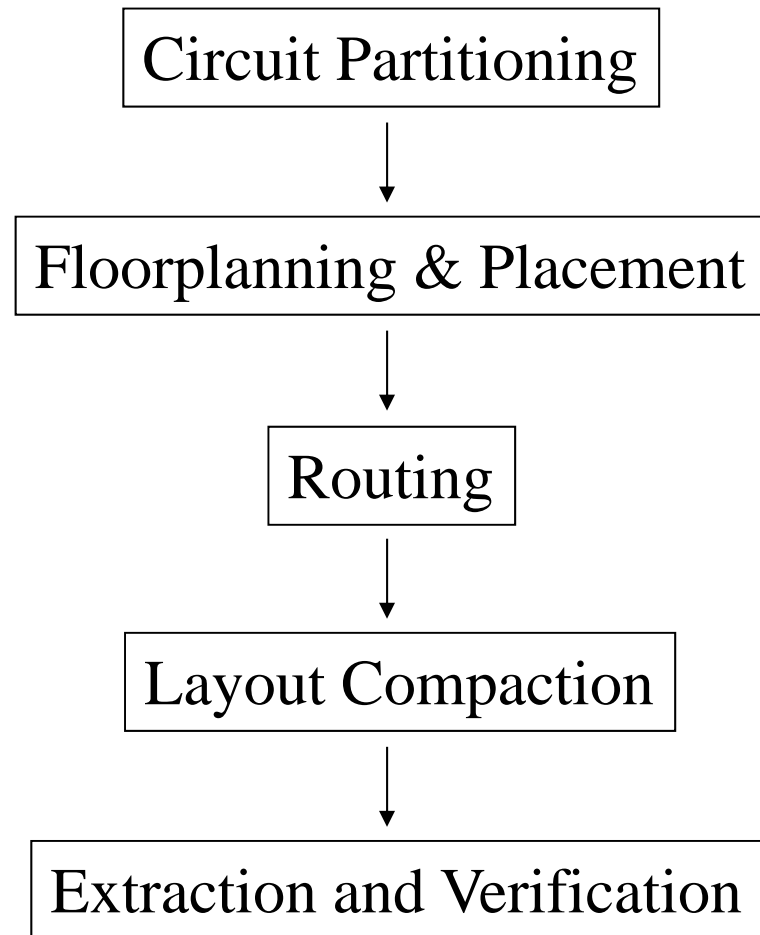 Circuit Partitioning
Floorplanning & Placement
Routing
Layout Compaction
Extraction and Verification